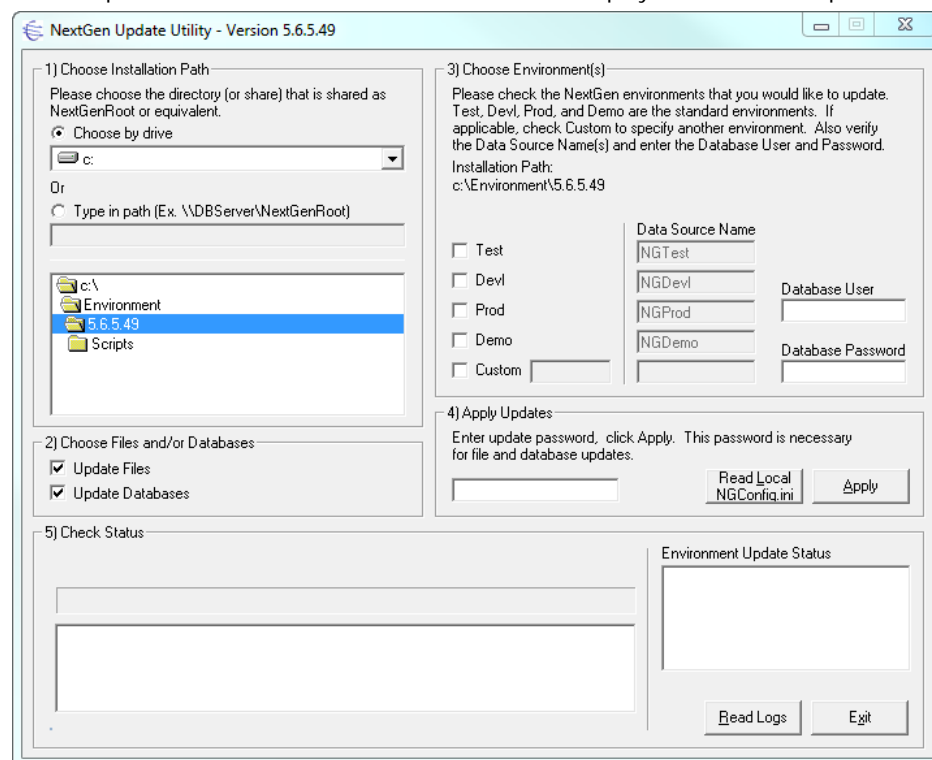 NextGen Update Utility - Version 5.6.5.49
1) Choose Installation Path
Please choose the directory (or share) that is shared as
NextGenRoot or equivalent.
Choose by drive
c:
Or
Type in path (Ex. \\DBServer\NextGenRoot)
c:\
Environment
5.6.5.49
Scripts
2) Choose Files and/or Databases
Update Files
Update Databases
3) Choose Environment(s)
Please check the NextGen environments that you would like to update.
Test, Devl, Prod, and Demo are the standard environments. If
applicable, check Custom to specify another environment. Also verify
the Data Source Name(s) and enter the Database User and Password.
Installation Path:
c:\Environment\5.6.5.49
Data Source Name
Test
NGTest
Devl
NGDevl
Prod
NGProd
Demo
NGDemo
Custom
Database User
Database Password
4) Apply Updates
Enter update password, click Apply. This password is necessary
for file and database updates.
Read Local
NGConfig.ini
Apply
5) Check Status
Environment Update Status
Read Logs
Exit